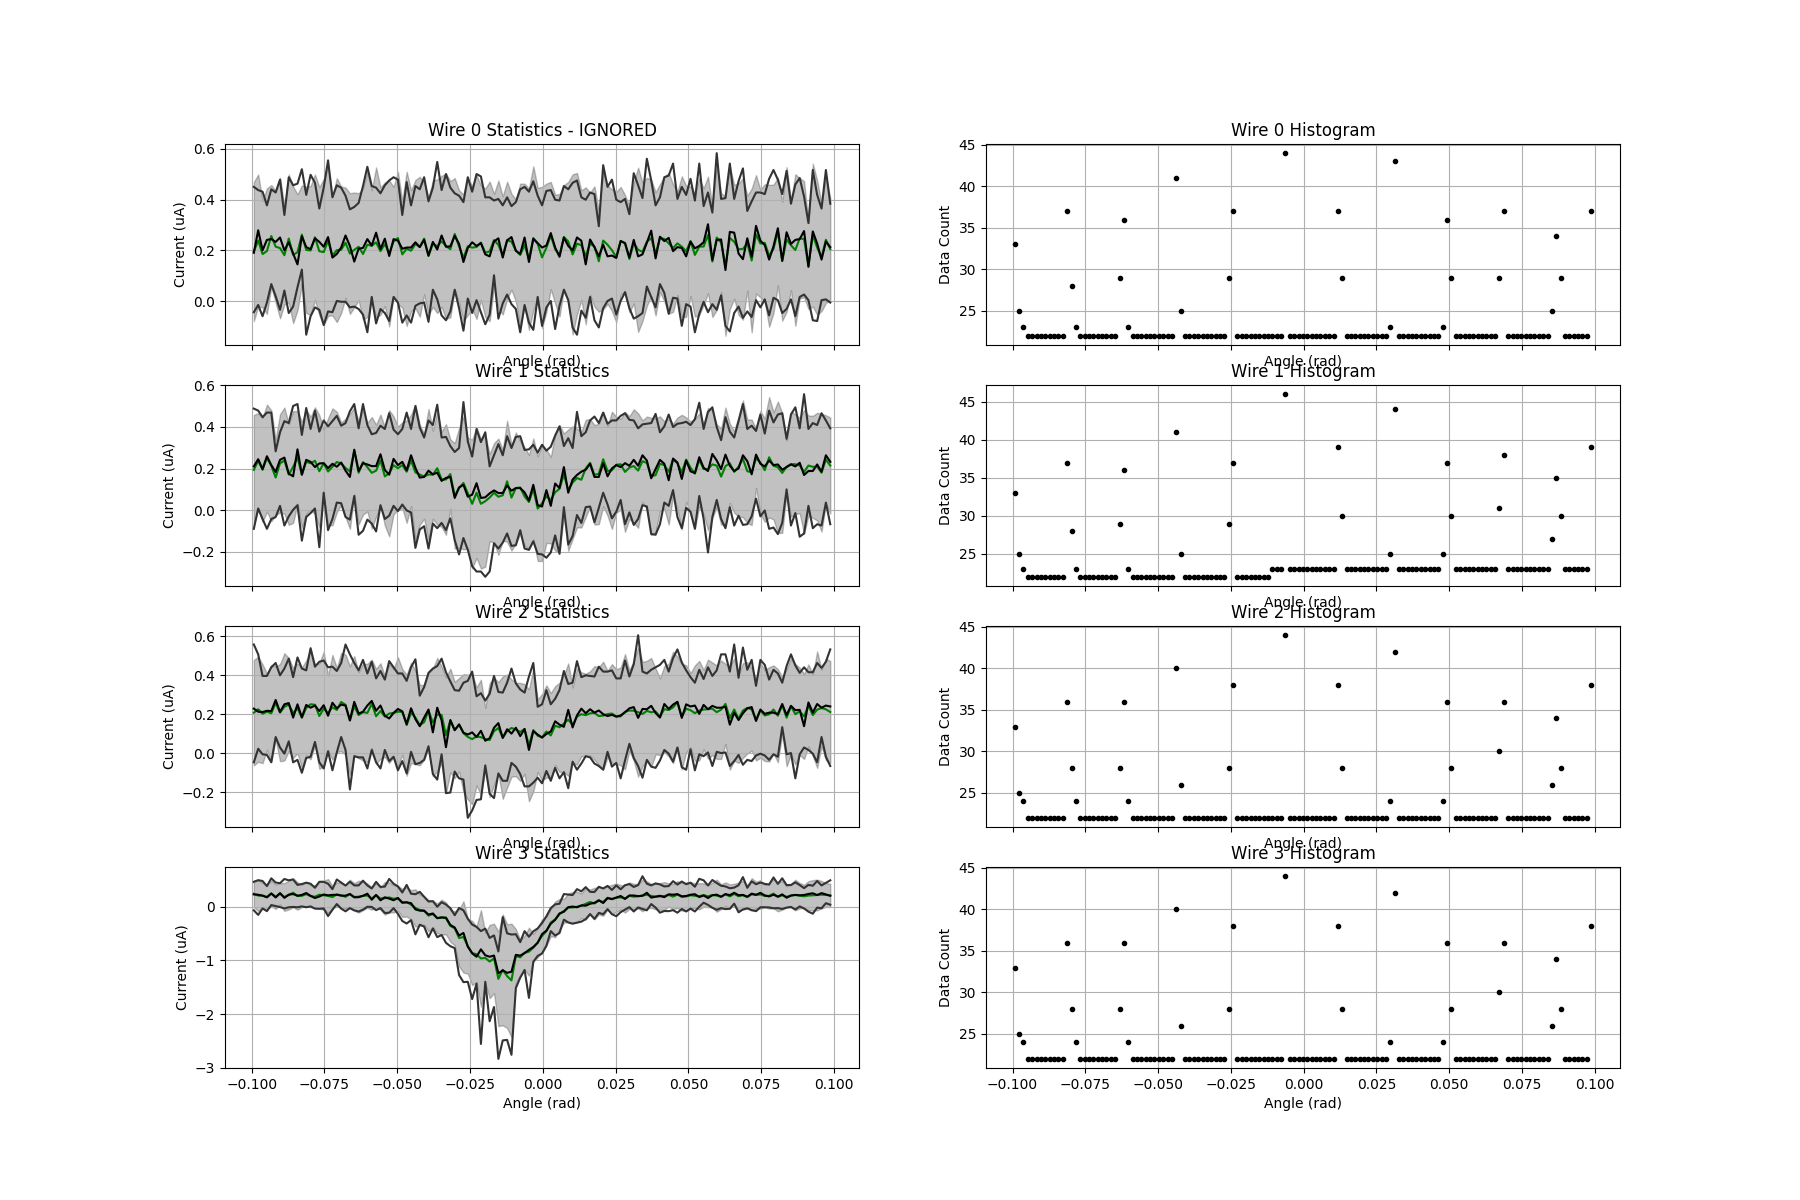 Wire 0 Statistics - IGNORED
0.6
0.4
0.2
0.0
Current (uA)
Angle (rad)
Wire 0 Histogram
45
40
35
30
25
Data Count
Angle (rad)
Wire 1 Statistics
0.6
0.4
0.2
0.0
−0.2
Current (uA)
Angle (rad)
Wire 1 Histogram
45
40
35
30
25
Data Count
Angle (rad)
Wire 2 Statistics
0.6
0.4
0.2
0.0
−0.2
Current (uA)
Angle (rad)
Wire 2 Histogram
45
40
35
30
25
Data Count
Angle (rad)
Wire 3 Statistics
0
−1
−2
−3
Current (uA)
−0.100 −0.075 −0.050 −0.025 0.000 0.025 0.050 0.075 0.100
Angle (rad)
Wire 3 Histogram
45
40
35
30
25
Data Count
−0.100 −0.075 −0.050 −0.025 0.000 0.025 0.050 0.075 0.100
Angle (rad)